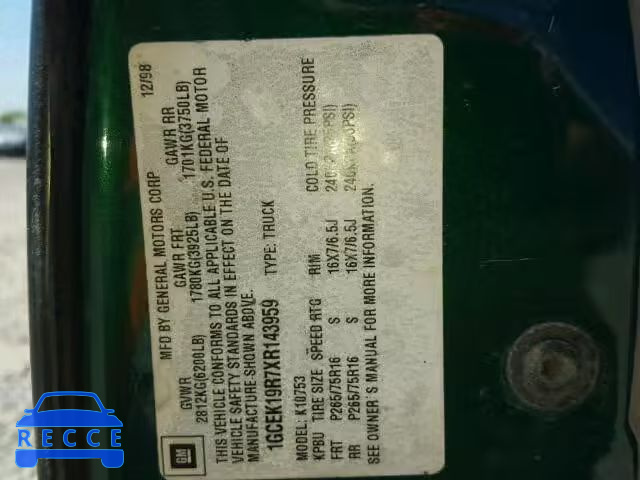 MFD BY GENERAL MOTORS CORP 12/98
GVWR GAWR FRT GAWR RR
2812KG(6200LB) 1780KG(3925LB) 1701KG(3750LB)
THIS VEHICLE CONFORMS TO ALL APPLICABLE U.S. FEDERAL MOTOR
VEHICLE SAFETY STANDARDS IN EFFECT ON THE DATE OF
MANUFACTURE SHOWN ABOVE.
1GCEK19R7XR143959 TYPE: TRUCK
MODEL: K10753
KPBU TIRE SIZE SPEED RTG RIM COLD TIRE PRESSURE
FRT P265/75R16 S 16X7/6.5J
RR P265/75R16 S 16X7/6.5J
SEE OWNER'S MANUAL FOR MORE INFORMATION.
GM
RECCE